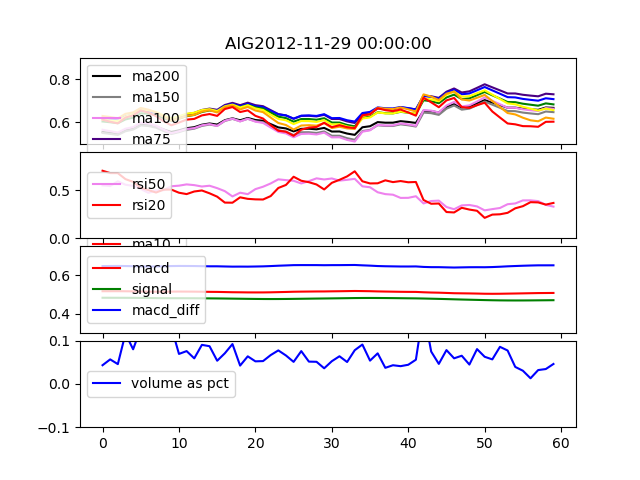 AIG2012-11-29 00:00:00
0.8
0.6
ma200
ma150
ma100
ma75
0.5
0.0
rsi50
rsi20
ma10
0.6
0.4
macd
signal
macd_diff
0.1
0.0
−0.1
volume as pct
0 10 20 30 40 50 60